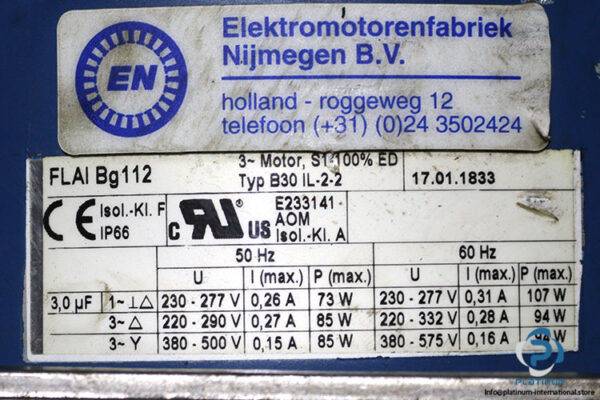 Elektromotorenfabriek
Nijmegen B.V.
EN
holland - roggeweg 12
telefoon (+31) (0)24 3502424
FLAI Bg112
3~ Motor, S1-100% ED
Typ B30 IL-2-2
17.01.1833
CE Isol.-Kl. F
IP66
c RU US
E233141
AOM
Isol.-Kl. A
50 Hz 60 Hz
U I (max.) P (max.) U I (max.) P (max.)
3,0 µF 1~ ⊥ △ 230 - 277 V 0,26 A 73 W 230 - 277 V 0,31 A 107 W
3~ △ 220 - 290 V 0,27 A 85 W 220 - 332 V 0,28 A 94 W
3~ Y 380 - 500 V 0,15 A 85 W 380 - 575 V 0,16 A 94 W
PLATINUM
info@platinum-international.store